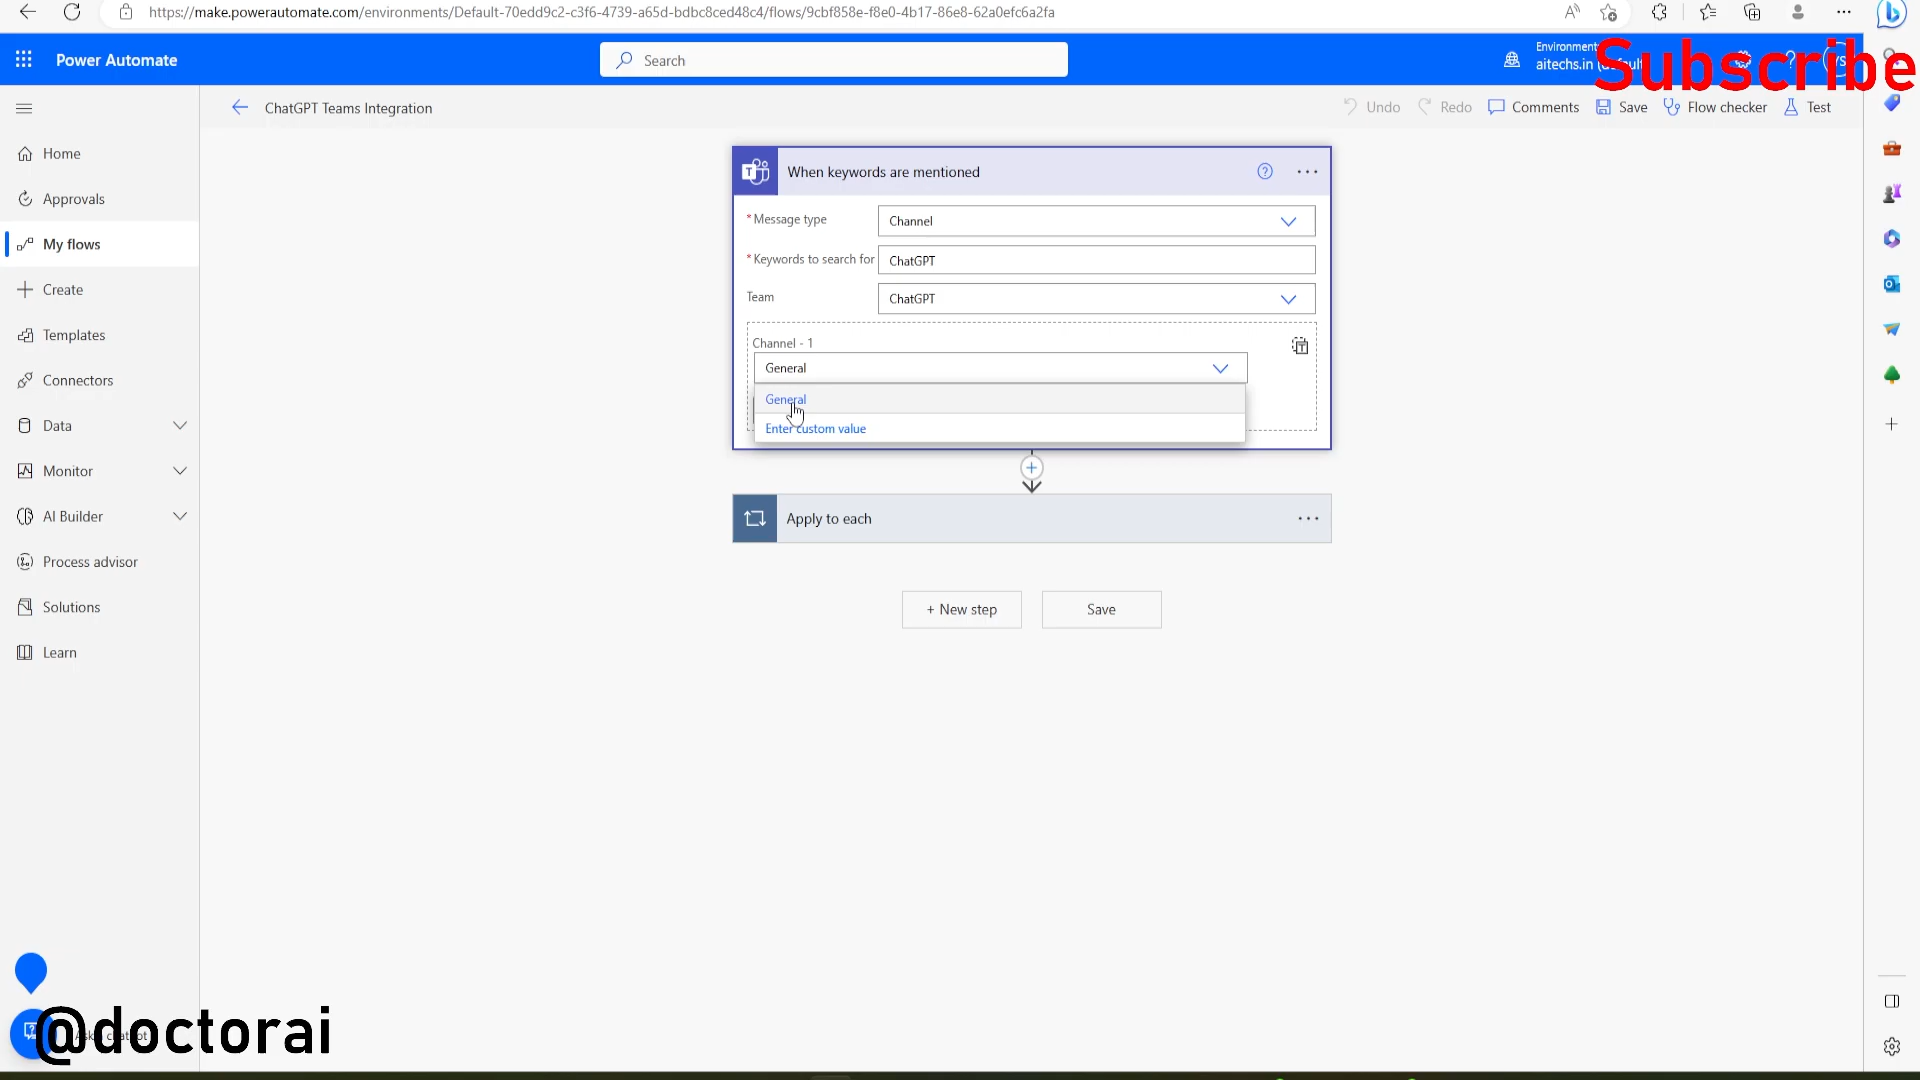 https://make.powerautomate.com/environments/Default-70edd9c2-c3f6-4739-a65d-bdbc8ced48c4/flows/9cbf858e-f8e0-4b17-86e8-62a0efc6a2fa
Power Automate
Search
Environment
aitechs.in (default)
Subscribe
ChatGPT Teams Integration
Undo
Redo
Comments
Save
Flow checker
Test
Home
Approvals
My flows
Create
Templates
Connectors
Data
Monitor
AI Builder
Process advisor
Solutions
Learn
When keywords are mentioned
* Message type
Channel
* Keywords to search for
ChatGPT
Team
ChatGPT
Channel - 1
General
General
Enter custom value
Apply to each
+ New step
Save
@doctorai